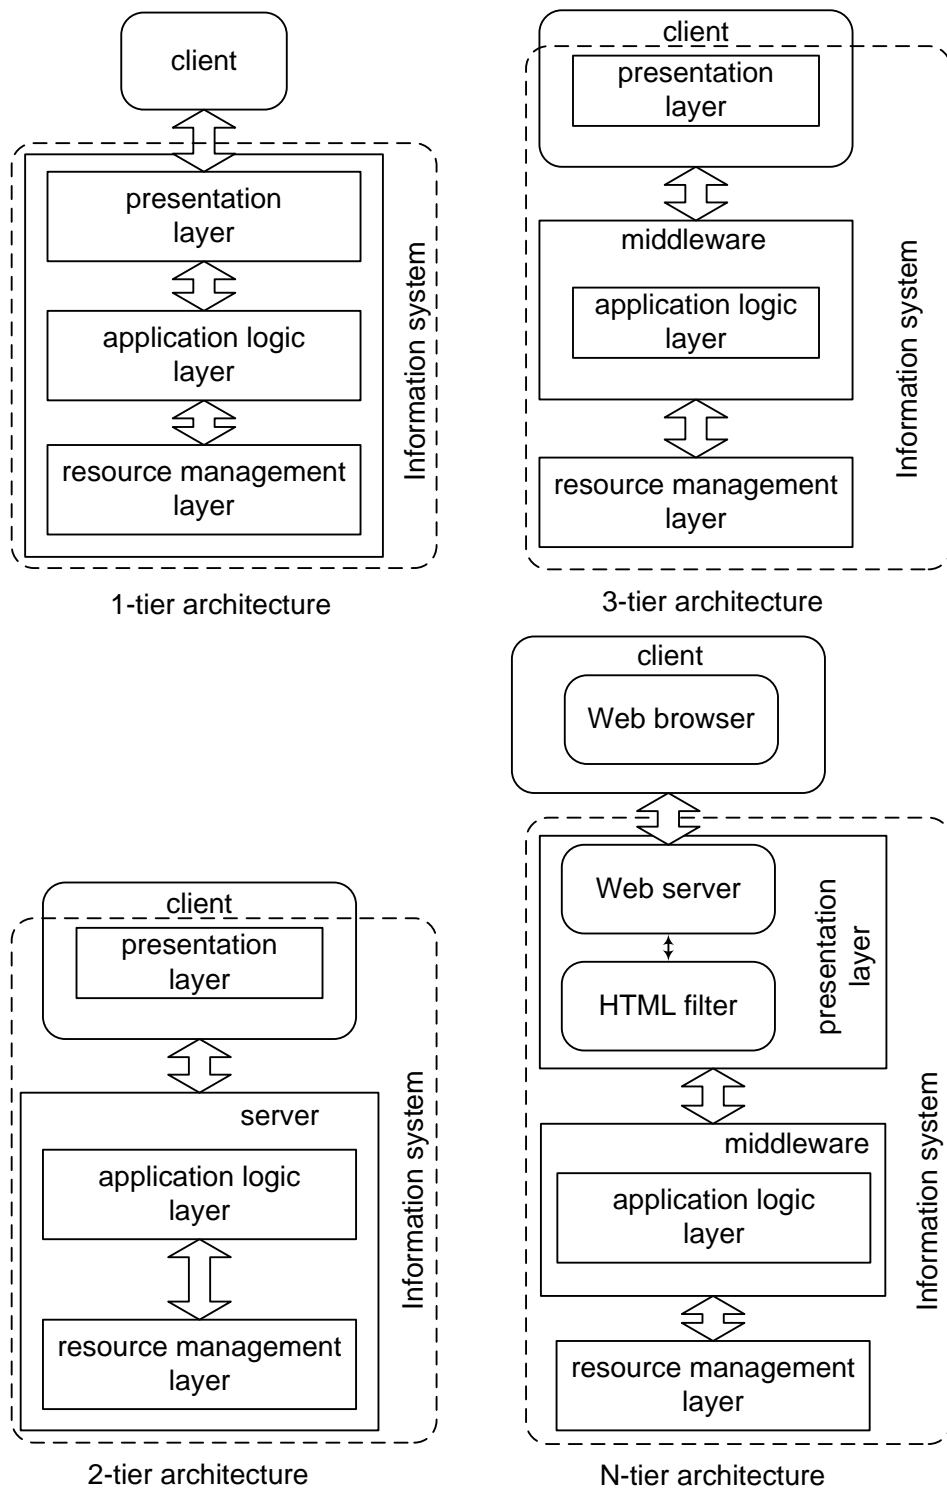 client
presentation
layer
application logic
layer
resource management
layer
Information system
1-tier architecture
client
presentation
layer
middleware
application logic
layer
resource management
layer
Information system
3-tier architecture
client
presentation
layer
server
application logic
layer
resource management
layer
Information system
2-tier architecture
client
Web browser
Web server
HTML filter
presentation
layer
middleware
application logic
layer
resource management
layer
Information system
N-tier architecture